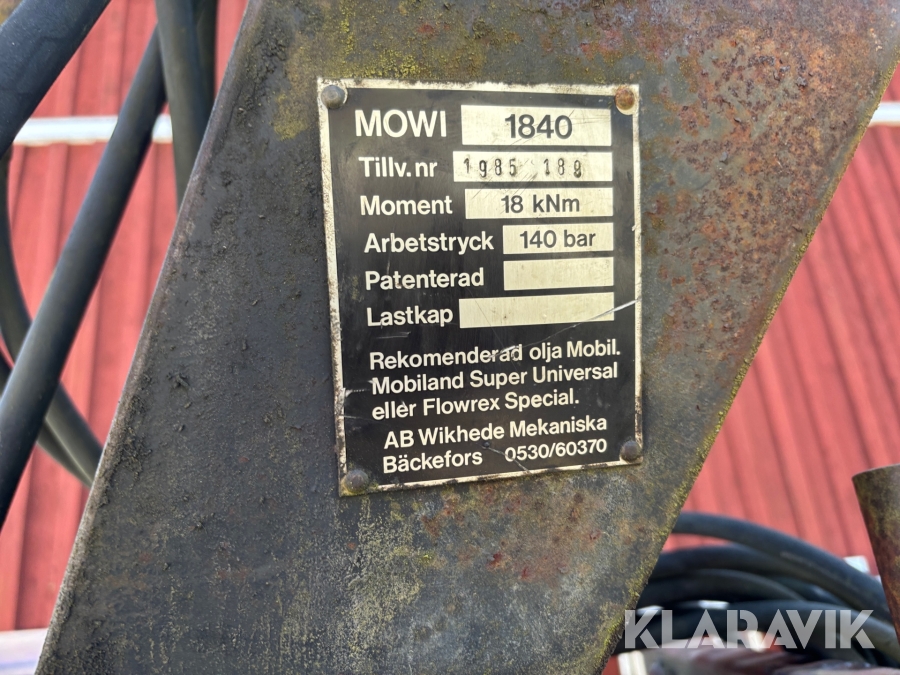 MOWI 1840
Tillv.nr 1985 189
Moment 18 kNm
Arbetstryck 140 bar
Patenterad
Lastkap
Rekomenderad olja Mobil.
Mobiland Super Universal
eller Flowrex Special.
AB Wikhede Mekaniska
Bäckefors 0530/60370
KLARAVIK